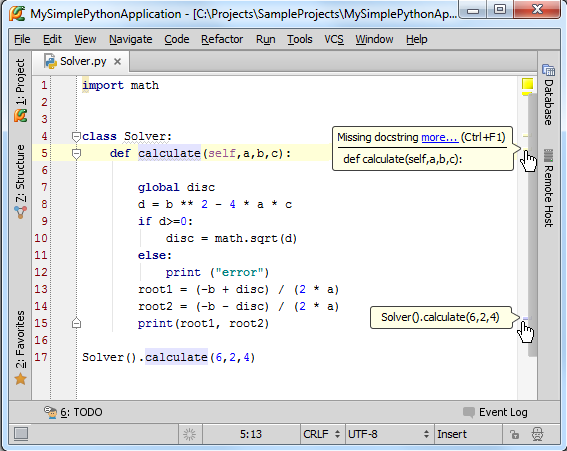 MySimplePythonApplication - [C:\Projects\SampleProjects\MySimplePythonAp...
File Edit View Navigate Code Refactor Run Tools VCS Window Help
Solver.py
1: Project
7: Structure
2: Favorites
Database
Remote Host
1 import math
2
3
4 class Solver:
5 def calculate(self,a,b,c):
6
7 global disc
8 d = b ** 2 - 4 * a * c
9 if d>=0:
10 disc = math.sqrt(d)
11 else:
12 print ("error")
13 root1 = (-b + disc) / (2 * a)
14 root2 = (-b - disc) / (2 * a)
15 print(root1, root2)
16
17 Solver().calculate(6,2,4)
Missing docstring more... (Ctrl+F1)
def calculate(self,a,b,c):
Solver().calculate(6,2,4)
6: TODO
Event Log
5:13 CRLF UTF-8 Insert